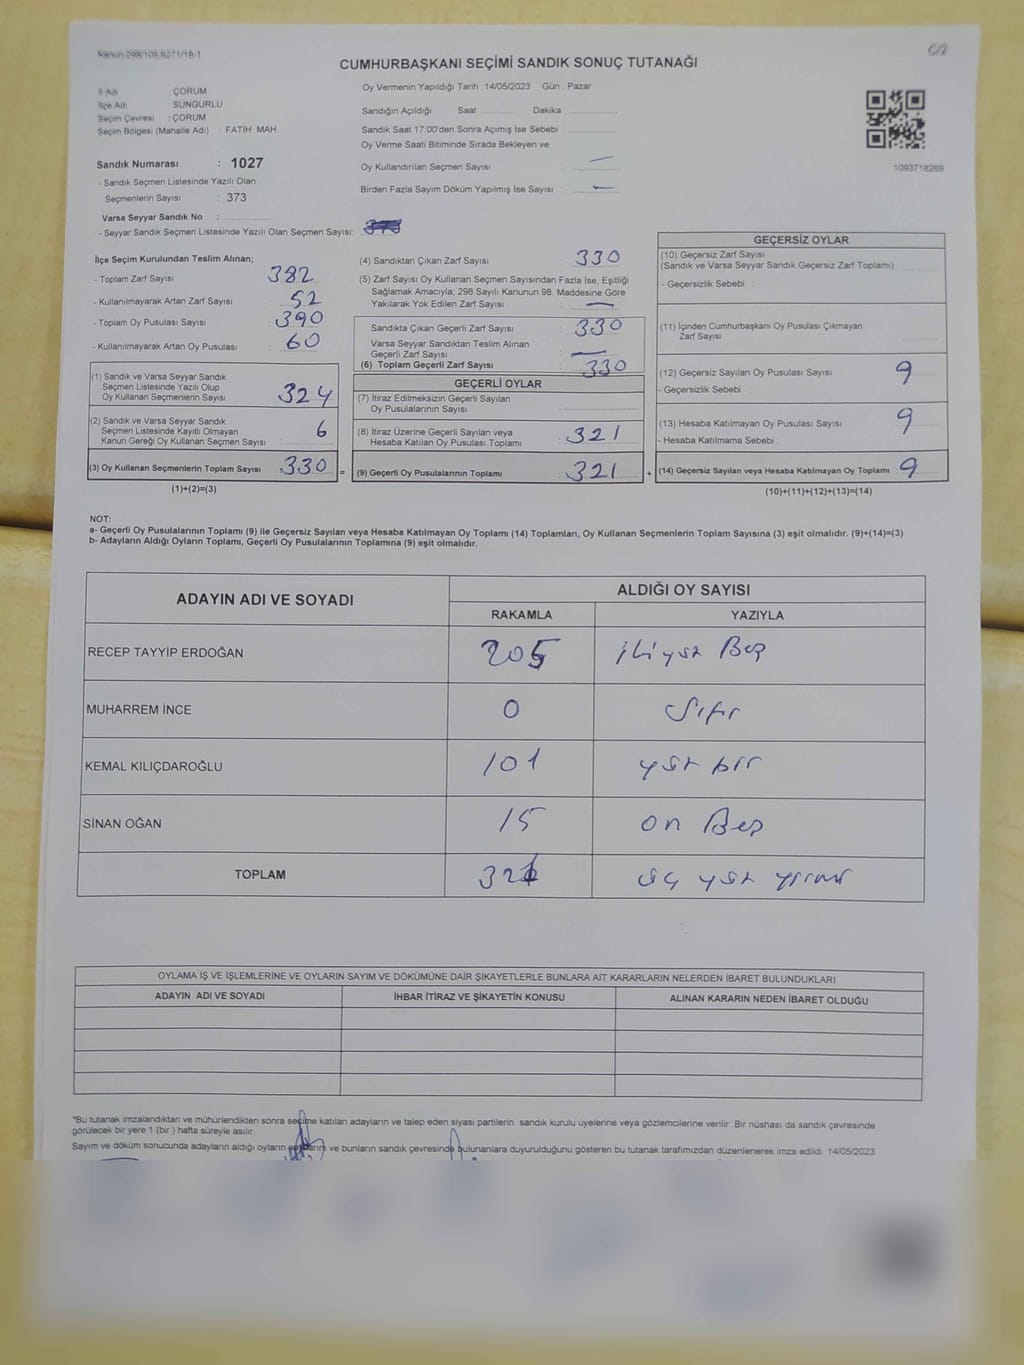 Kanun:298/105,6271/18-1
C/2
CUMHURBAŞKANI SEÇİMİ SANDIK SONUÇ TUTANAĞI
İl Adı : ÇORUM
İlçe Adı : SUNGURLU
Seçim Çevresi : ÇORUM
Seçim Bölgesi (Mahalle Adı) : FATİH MAH.
Oy Vermenin Yapıldığı Tarih :14/05/2023 Gün : Pazar
Sandığın Açıldığı Saat Dakika :
Sandık Saat 17:00'den Sonra Açımış İse Sebebi :
Oy Verme Saati Bitiminde Sırada Bekleyen ve
Oy Kullandırılan Seçmen Sayısı : —
Birden Fazla Sayım Döküm Yapılmış İse Sayısı : —
1093718269
Sandık Numarası : 1027
- Sandık Seçmen Listesinde Yazılı Olan
Seçmenlerin Sayısı : 373
Varsa Seyyar Sandık No :
- Seyyar Sandık Seçmen Listesinde Yazılı Olan Seçmen Sayısı:
İlçe Seçim Kurulundan Teslim Alınan;
- Toplam Zarf Sayısı : 382
- Kullanılmayarak Artan Zarf Sayısı : 52
- Toplam Oy Pusulası Sayısı : 390
- Kullanılmayarak Artan Oy Pusulası : 60
(1) Sandık ve Varsa Seyyar Sandık
Seçmen Listesinde Yazılı Olup
Oy Kullanan Seçmenlerin Sayısı 324
(2) Sandık ve Varsa Seyyar Sandık
Seçmen Listesinde Kayıtlı Olmayan
Kanun Gereği Oy Kullanan Seçmen Sayısı : 6
(3) Oy Kullanan Seçmenlerin Toplam Sayısı 330 =
(1)+(2)=(3)
(4) Sandıktan Çıkan Zarf Sayısı : 330
(5) Zarf Sayısı Oy Kullanan Seçmen Sayısından Fazla İse, Eşitliği
Sağlamak Amacıyla; 298 Sayılı Kanunun 98. Maddesine Göre
Yakılarak Yok Edilen Zarf Sayısı : —
Sandıkta Çıkan Geçerli Zarf Sayısı : 330
Varsa Seyyar Sandıktan Teslim Alınan
Geçerli Zarf Sayısı : —
(6) Toplam Geçerli Zarf Sayısı : 330
GEÇERLİ OYLAR
(7) İtiraz Edilmeksizin Geçerli Sayılan
Oy Pusulalarının Sayısı :
(8) İtiraz Üzerine Geçerli Sayılan veya
Hesaba Katılan Oy Pusulası Toplamı : 321
(9) Geçerli Oy Pusulalarının Toplamı : 321 +
GEÇERSİZ OYLAR
(10) Geçersiz Zarf Sayısı
(Sandık ve Varsa Seyyar Sandık Geçersiz Zarf Toplamı)
- Geçersizlik Sebebi :
(11) İçinden Cumhurbaşkanı Oy Pusulası Çıkmayan
Zarf Sayısı
(12) Geçersiz Sayılan Oy Pusulası Sayısı : 9
- Geçersizlik Sebebi :
(13) Hesaba Katılmayan Oy Pusulası Sayısı : 9
- Hesaba Katılmama Sebebi :
(14) Geçersiz Sayılan veya Hesaba Katılmayan Oy Toplamı : 9
(10)+(11)+(12)+(13)=(14)
NOT:
a- Geçerli Oy Pusulalarının Toplamı (9) ile Geçersiz Sayılan veya Hesaba Katılmayan Oy Toplamı (14) Toplamları, Oy Kullanan Seçmenlerin Toplam Sayısına (3) eşit olmalıdır. (9)+(14)=(3)
b- Adayların Aldığı Oyların Toplamı, Geçerli Oy Pusulalarının Toplamına (9) eşit olmalıdır.
ADAYIN ADI VE SOYADI ALDIĞI OY SAYISI
RAKAMLA YAZIYLA
RECEP TAYYİP ERDOĞAN 205 ikiyüz Beş
MUHARREM İNCE 0 Sıfır
KEMAL KILIÇDAROĞLU 101 yüz bir
SİNAN OĞAN 15 on Beş
TOPLAM 321 üç yüz yirmi
OYLAMA İŞ VE İŞLEMLERİNE VE OYLARIN SAYIM VE DÖKÜMÜNE DAİR ŞİKAYETLERLE BUNLARA AİT KARARLARIN NELERDEN İBARET BULUNDUKLARI
ADAYIN ADI VE SOYADI İHBAR İTİRAZ VE ŞİKAYETİN KONUSU ALINAN KARARIN NEDEN İBARET OLDUĞU
*Bu tutanak imzalandıktan ve mühürlendikten sonra seçime katılan adayların ve talep eden siyasi partilerin sandık kurulu üyelerine veya gözlemcilerine verilir. Bir nüshası da sandık çevresinde
görülecek bir yere 1 (bir ) hafta süreyle asılır.
Sayım ve döküm sonucunda adayların aldığı oyların ve bunların sandık çevresinde bulunanlara duyurulduğunu gösteren bu tutanak tarafımızdan düzenlenerek imza edildi. 14/05/2023